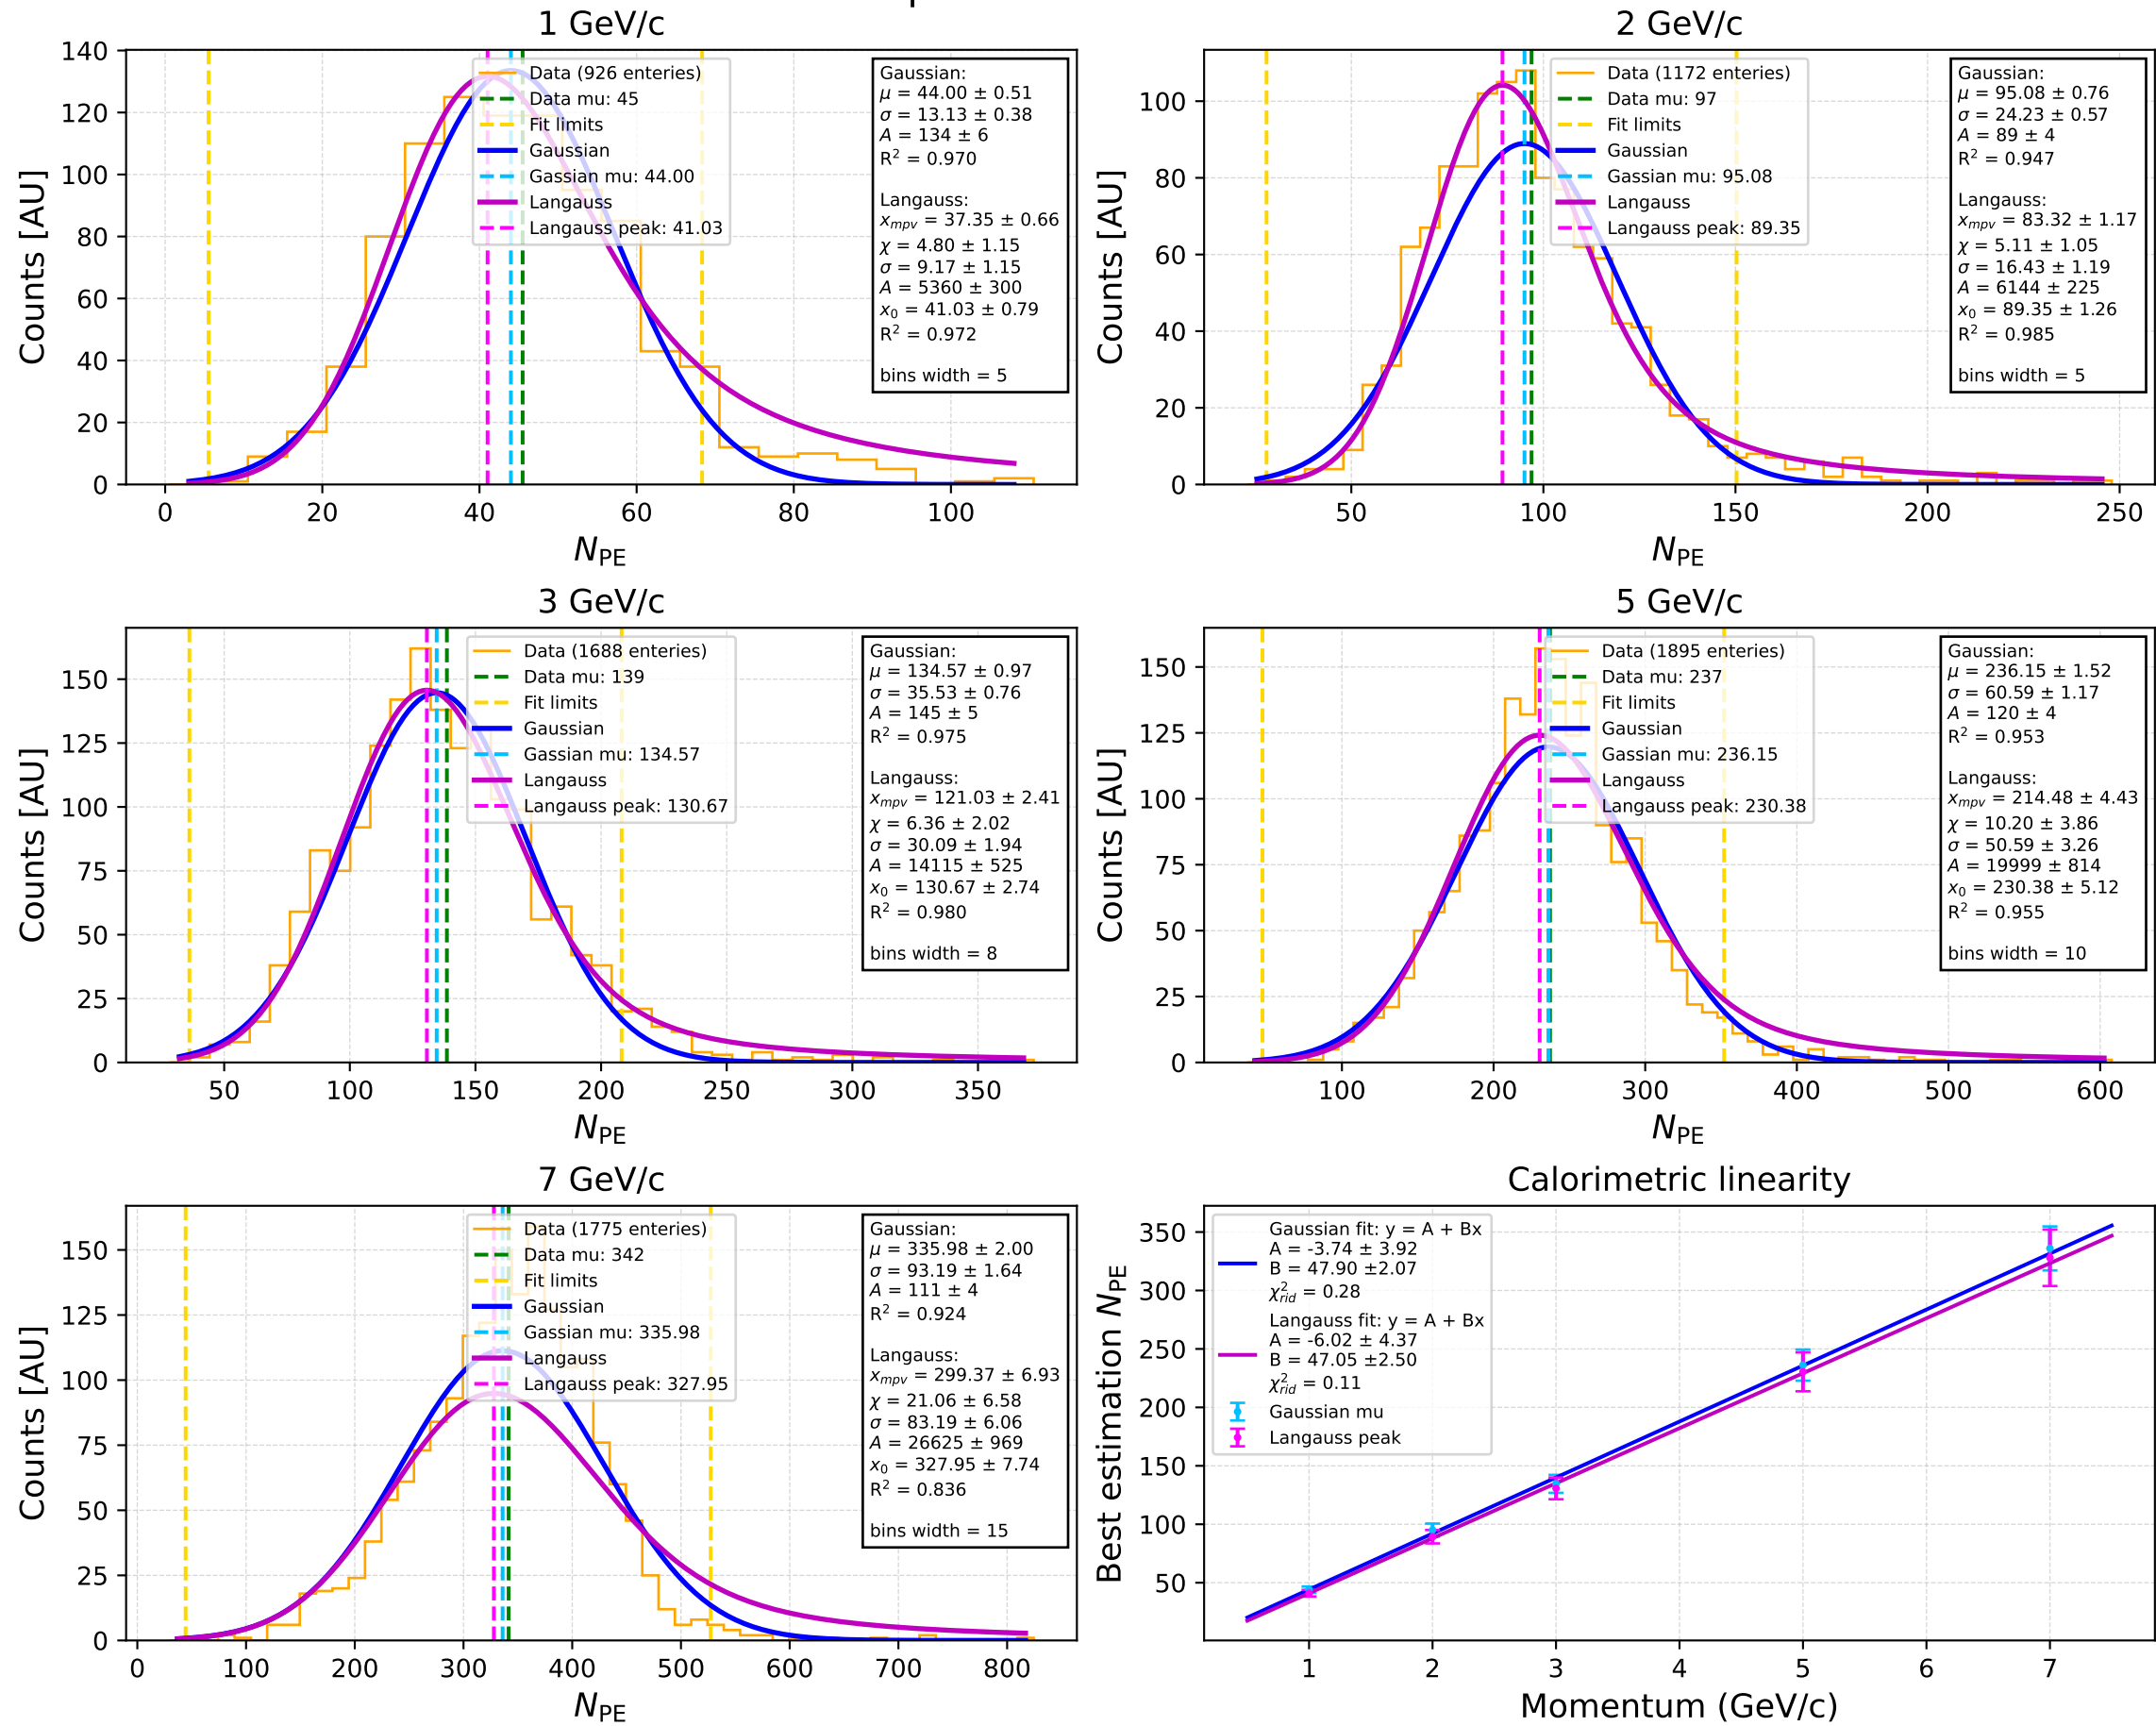 1 GeV/c
Counts [AU]
140
120
100
80
60
40
20
0
Data (926 enteries)
Data mu: 45
Fit limits
Gaussian
Gassian mu: 44.00
Langauss
Langauss peak: 41.03
Gaussian:
μ = 44.00 ± 0.51
σ = 13.13 ± 0.38
A = 134 ± 6
R² = 0.970
Langauss:
x_mpv = 37.35 ± 0.66
χ = 4.80 ± 1.15
σ = 9.17 ± 1.15
A = 5360 ± 300
x₀ = 41.03 ± 0.79
R² = 0.972
bins width = 5
0 20 40 60 80 100
N_PE
2 GeV/c
Counts [AU]
100
80
60
40
20
0
Data (1172 enteries)
Data mu: 97
Fit limits
Gaussian
Gassian mu: 95.08
Langauss
Langauss peak: 89.35
Gaussian:
μ = 95.08 ± 0.76
σ = 24.23 ± 0.57
A = 89 ± 4
R² = 0.947
Langauss:
x_mpv = 83.32 ± 1.17
χ = 5.11 ± 1.05
σ = 16.43 ± 1.19
A = 6144 ± 225
x₀ = 89.35 ± 1.26
R² = 0.985
bins width = 5
50 100 150 200 250
N_PE
3 GeV/c
Counts [AU]
150
125
100
75
50
25
0
Data (1688 enteries)
Data mu: 139
Fit limits
Gaussian
Gassian mu: 134.57
Langauss
Langauss peak: 130.67
Gaussian:
μ = 134.57 ± 0.97
σ = 35.53 ± 0.76
A = 145 ± 5
R² = 0.975
Langauss:
x_mpv = 121.03 ± 2.41
χ = 6.36 ± 2.02
σ = 30.09 ± 1.94
A = 14115 ± 525
x₀ = 130.67 ± 2.74
R² = 0.980
bins width = 8
50 100 150 200 250 300 350
N_PE
5 GeV/c
Counts [AU]
150
125
100
75
50
25
0
Data (1895 enteries)
Data mu: 237
Fit limits
Gaussian
Gassian mu: 236.15
Langauss
Langauss peak: 230.38
Gaussian:
μ = 236.15 ± 1.52
σ = 60.59 ± 1.17
A = 120 ± 4
R² = 0.953
Langauss:
x_mpv = 214.48 ± 4.43
χ = 10.20 ± 3.86
σ = 50.59 ± 3.26
A = 19999 ± 814
x₀ = 230.38 ± 5.12
R² = 0.955
bins width = 10
100 200 300 400 500 600
N_PE
7 GeV/c
Counts [AU]
150
125
100
75
50
25
0
Data (1775 enteries)
Data mu: 342
Fit limits
Gaussian
Gassian mu: 335.98
Langauss
Langauss peak: 327.95
Gaussian:
μ = 335.98 ± 2.00
σ = 93.19 ± 1.64
A = 111 ± 4
R² = 0.924
Langauss:
x_mpv = 299.37 ± 6.93
χ = 21.06 ± 6.58
σ = 83.19 ± 6.06
A = 26625 ± 969
x₀ = 327.95 ± 7.74
R² = 0.836
bins width = 15
0 100 200 300 400 500 600 700 800
N_PE
Calorimetric linearity
Best estimation N_PE
350
300
250
200
150
100
50
Gaussian fit: y = A + Bx
A = -3.74 ± 3.92
B = 47.90 ±2.07
χ²_rid = 0.28
Langauss fit: y = A + Bx
A = -6.02 ± 4.37
B = 47.05 ±2.50
χ²_rid = 0.11
Gaussian mu
Langauss peak
1 2 3 4 5 6 7
Momentum (GeV/c)